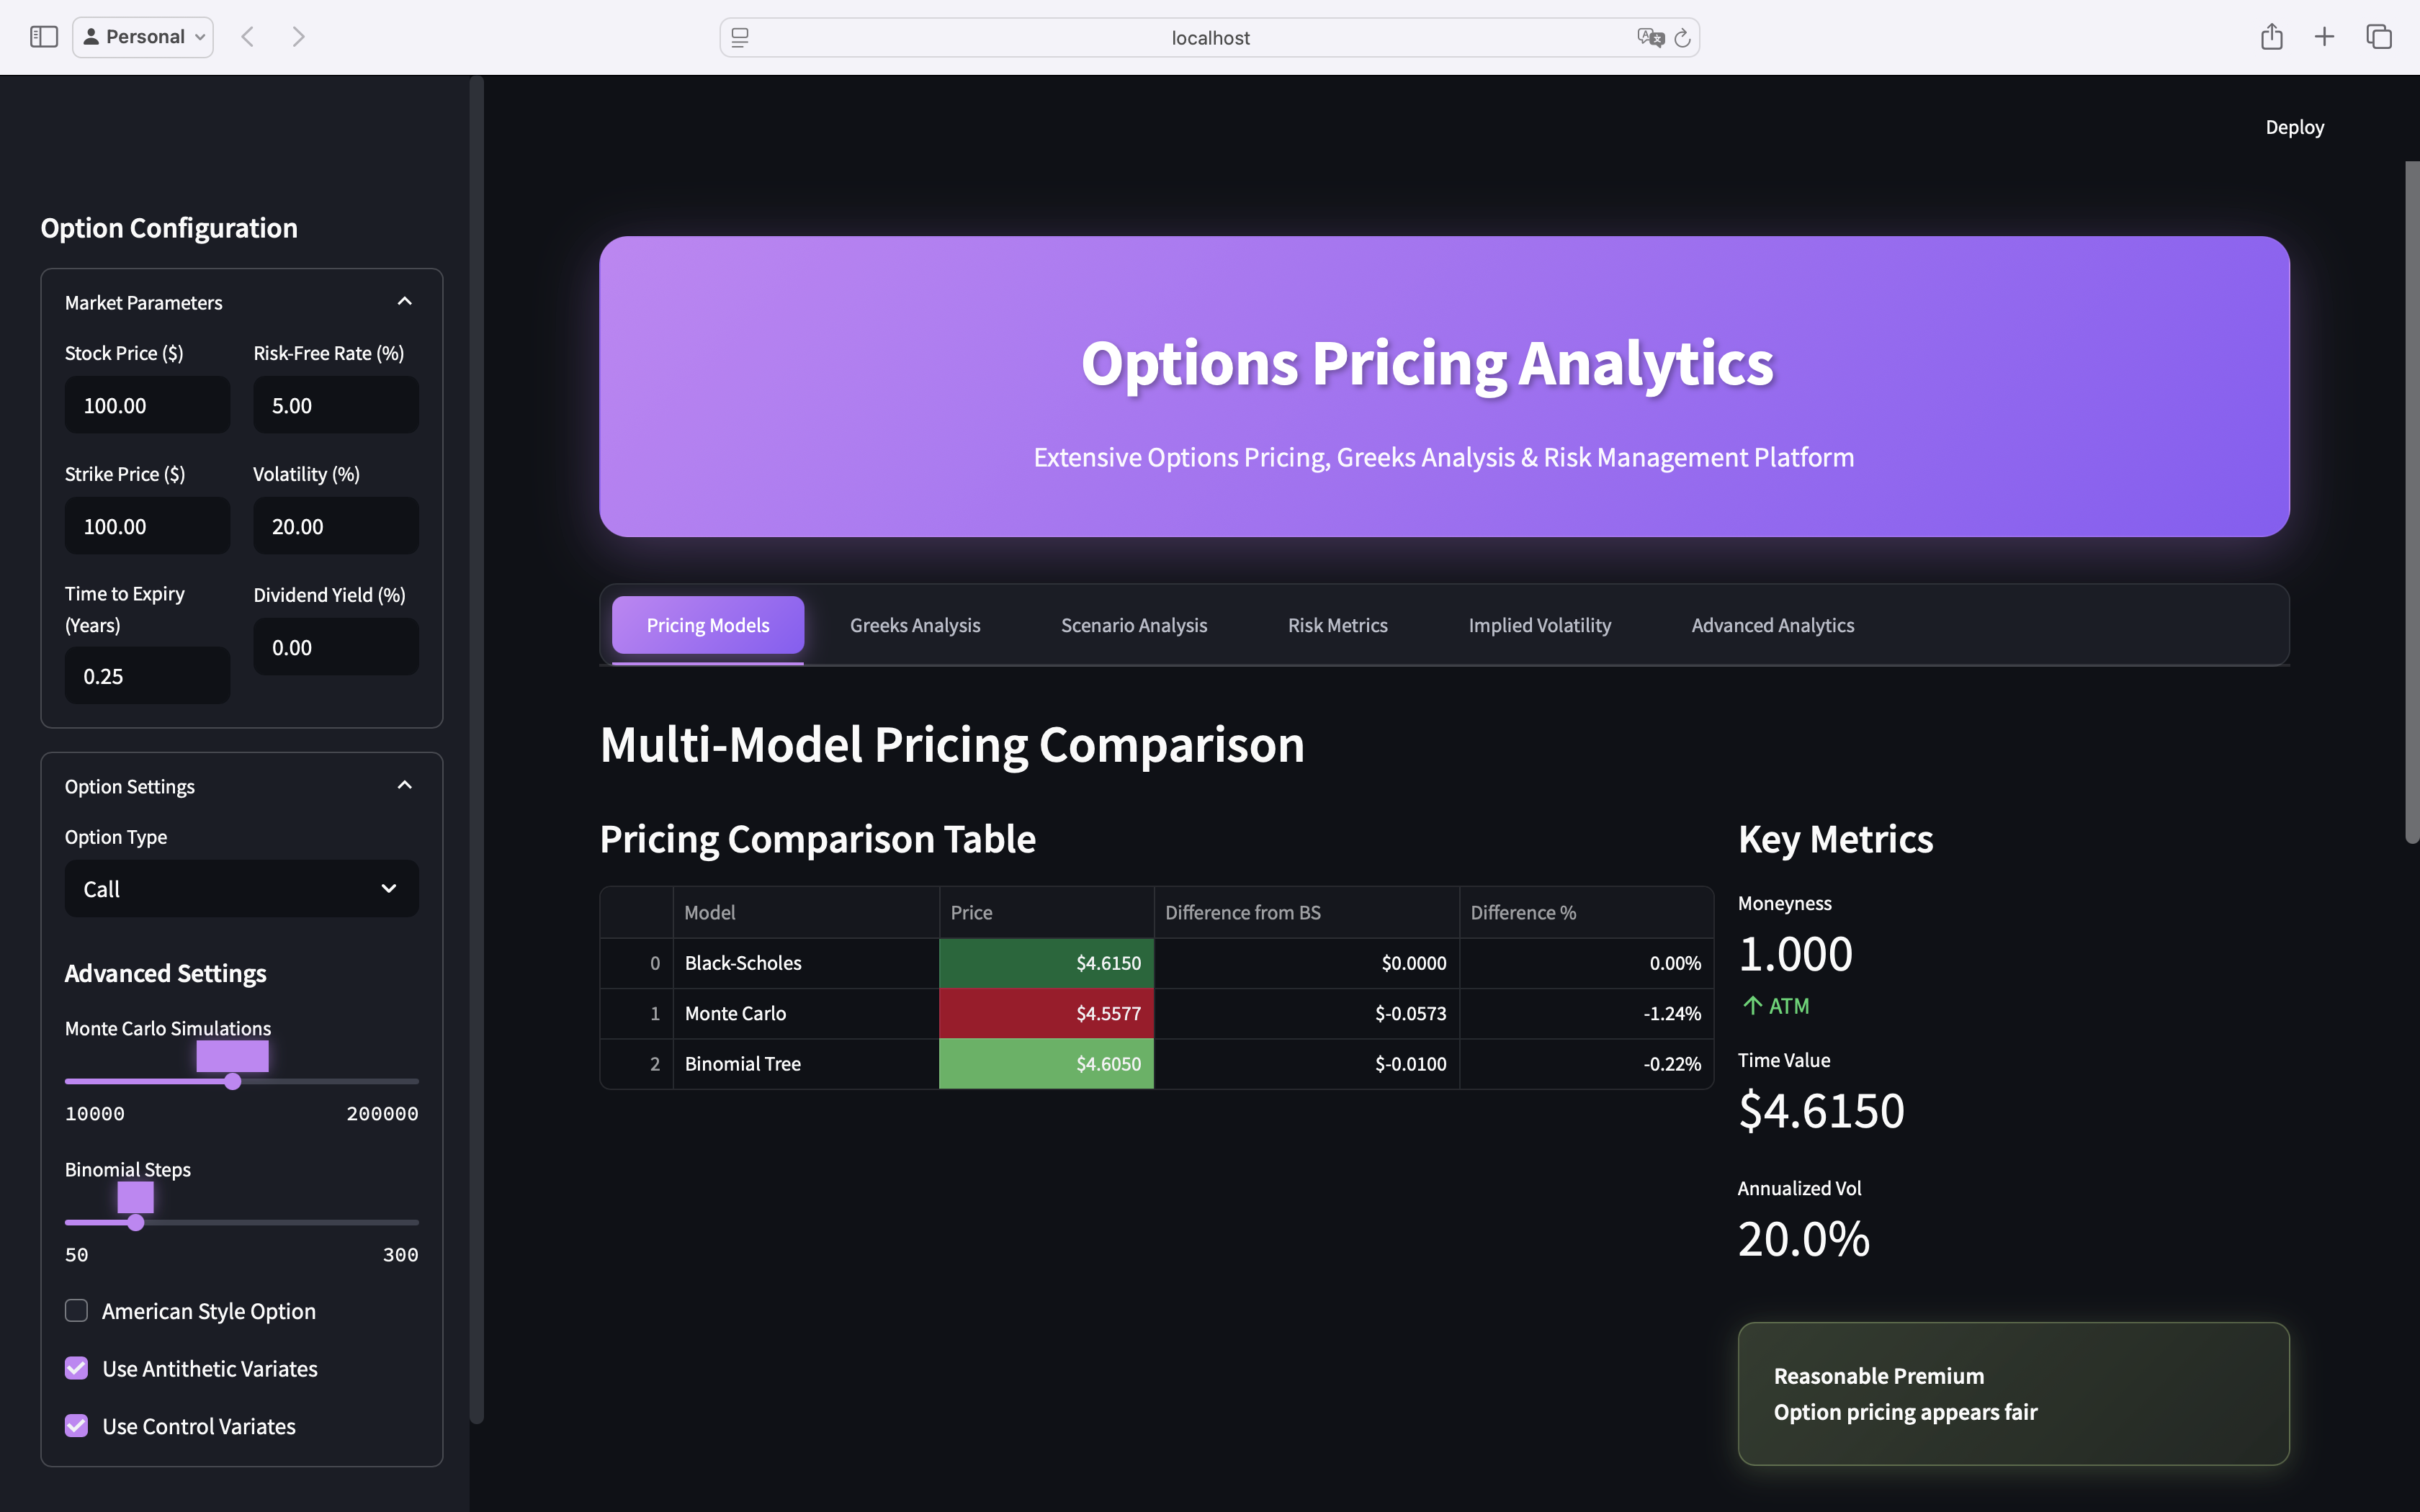 Personal
localhost
Deploy
Option Configuration
Market Parameters
Stock Price ($)
Risk-Free Rate (%)
100.00
5.00
Strike Price ($)
Volatility (%)
100.00
20.00
Time to Expiry
(Years)
Dividend Yield (%)
0.25
0.00
Option Settings
Option Type
Call
Advanced Settings
Monte Carlo Simulations
10000 200000
Binomial Steps
50 300
American Style Option
Use Antithetic Variates
Use Control Variates
Options Pricing Analytics
Extensive Options Pricing, Greeks Analysis & Risk Management Platform
Pricing Models Greeks Analysis Scenario Analysis Risk Metrics Implied Volatility Advanced Analytics
Multi-Model Pricing Comparison
Pricing Comparison Table
Model Price Difference from BS Difference %
0 Black-Scholes $4.6150 $0.0000 0.00%
1 Monte Carlo $4.5577 $-0.0573 -1.24%
2 Binomial Tree $4.6050 $-0.0100 -0.22%
Key Metrics
Moneyness
1.000
ATM
Time Value
$4.6150
Annualized Vol
20.0%
Reasonable Premium
Option pricing appears fair